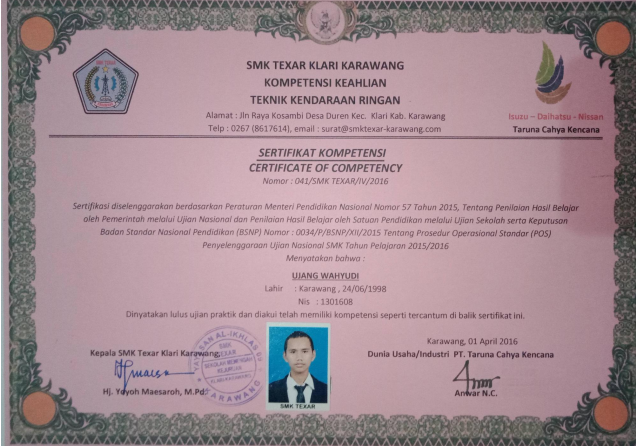 SMK TEXAR
SMK TEXAR KLARI KARAWANG
KOMPETENSI KEAHLIAN
TEKNIK KENDARAAN RINGAN
Alamat : Jln Raya Kosambi Desa Duren Kec. Klari Kab. Karawang
Telp : 0267 (8617614), email : surat@smktexar-karawang.com
Isuzu – Daihatsu - Nissan
Taruna Cahya Kencana
SERTIFIKAT KOMPETENSI
CERTIFICATE OF COMPETENCY
Nomor : 041/SMK TEXAR/IV/2016
Sertifikasi diselenggarakan berdasarkan Peraturan Menteri Pendidikan Nasional Nomor 57 Tahun 2015, Tentang Penilaian Hasil Belajar
oleh Pemerintah melalui Ujian Nasional dan Penilaian Hasil Belajar oleh Satuan Pendidikan melalui Ujian Sekolah serta Keputusan
Badan Standar Nasional Pendidikan (BSNP) Nomor : 0034/P/BSNP/XII/2015 Tentang Prosedur Operasional Standar (POS)
Penyelenggaraan Ujian Nasional SMK Tahun Pelajaran 2015/2016
Menyatakan bahwa :
UJANG WAHYUDI
Lahir : Karawang , 24/06/1998
Nis : 1301608
Dinyatakan lulus ujian praktik dan diakui telah memiliki kompetensi seperti tercantum di balik sertifikat ini.
Karawang, 01 April 2016
Kepala SMK Texar Klari Karawang,
Dunia Usaha/Industri PT. Taruna Cahya Kencana
YAYASAN AL-IKHLAS
SMK
TEXAR
KARAWANG
SMK TEXAR
Hj. Yoyoh Maesaroh, M.Pd.
Anwar N.C.